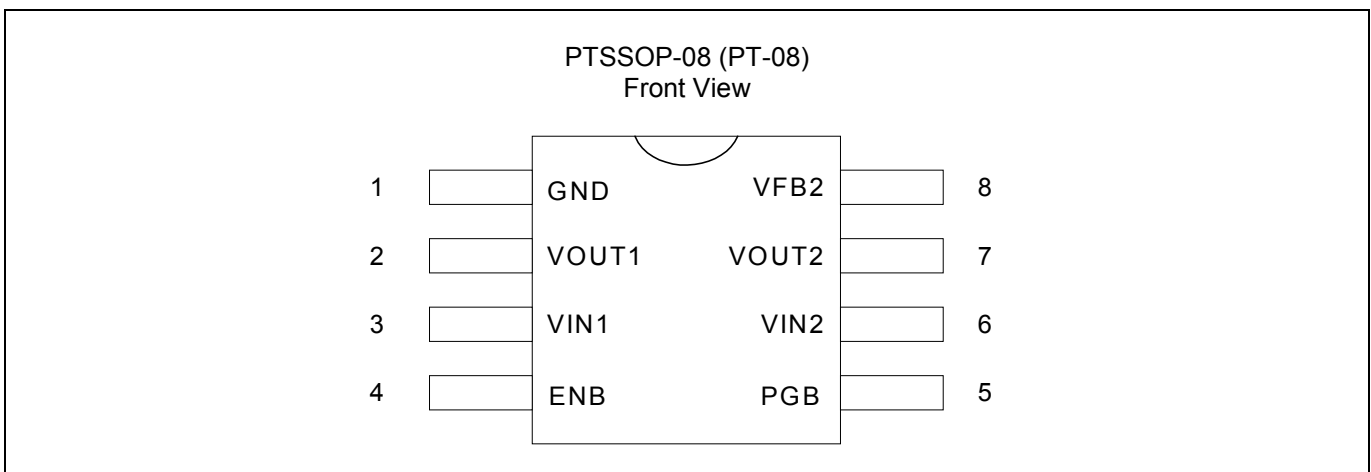 PTSSOP-08 (PT-08)
Front View
1 GND VFB2 8
2 VOUT1 VOUT2 7
3 VIN1 VIN2 6
4 ENB PGB 5